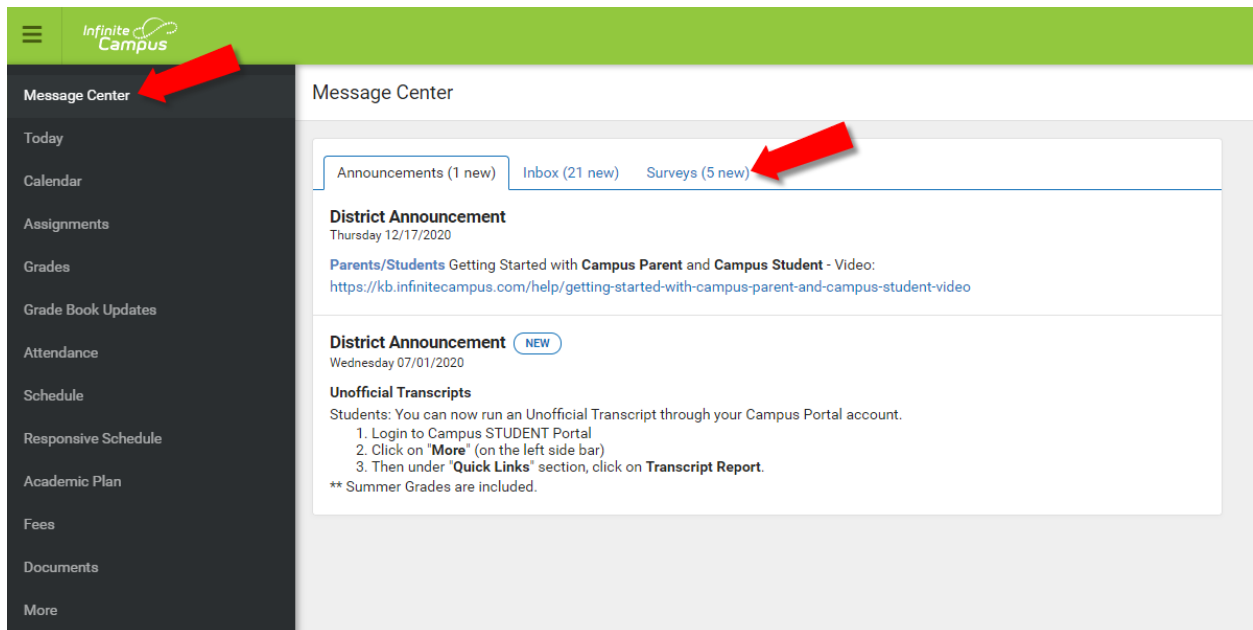 Infinite
Campus
Message Center
Today
Calendar
Assignments
Grades
Grade Book Updates
Attendance
Schedule
Responsive Schedule
Academic Plan
Fees
Documents
More
Message Center
Announcements (1 new) Inbox (21 new) Surveys (5 new)
District Announcement
Thursday 12/17/2020
Parents/Students Getting Started with Campus Parent and Campus Student - Video:
https://kb.infinitecampus.com/help/getting-started-with-campus-parent-and-campus-student-video
District Announcement NEW
Wednesday 07/01/2020
Unofficial Transcripts
Students: You can now run an Unofficial Transcript through your Campus Portal account.
1. Login to Campus STUDENT Portal
2. Click on "More" (on the left side bar)
3. Then under "Quick Links" section, click on Transcript Report.
** Summer Grades are included.